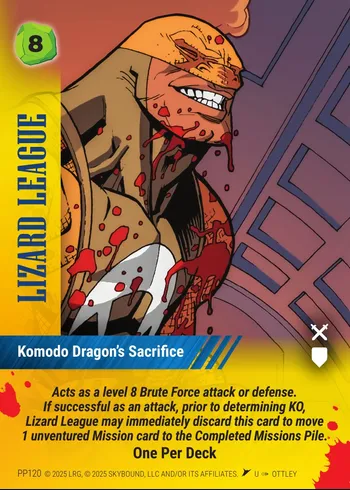 8
LIZARD LEAGUE
Komodo Dragon's Sacrifice
Acts as a level 8 Brute Force attack or defense.
If successful as an attack, prior to determining KO,
Lizard League may immediately discard this card to move
1 unventured Mission card to the Completed Missions Pile.
One Per Deck
PP120 © 2025 LRG, © 2025 SKYBOUND, LLC AND/OR ITS AFFILIATES. U OTTLEY